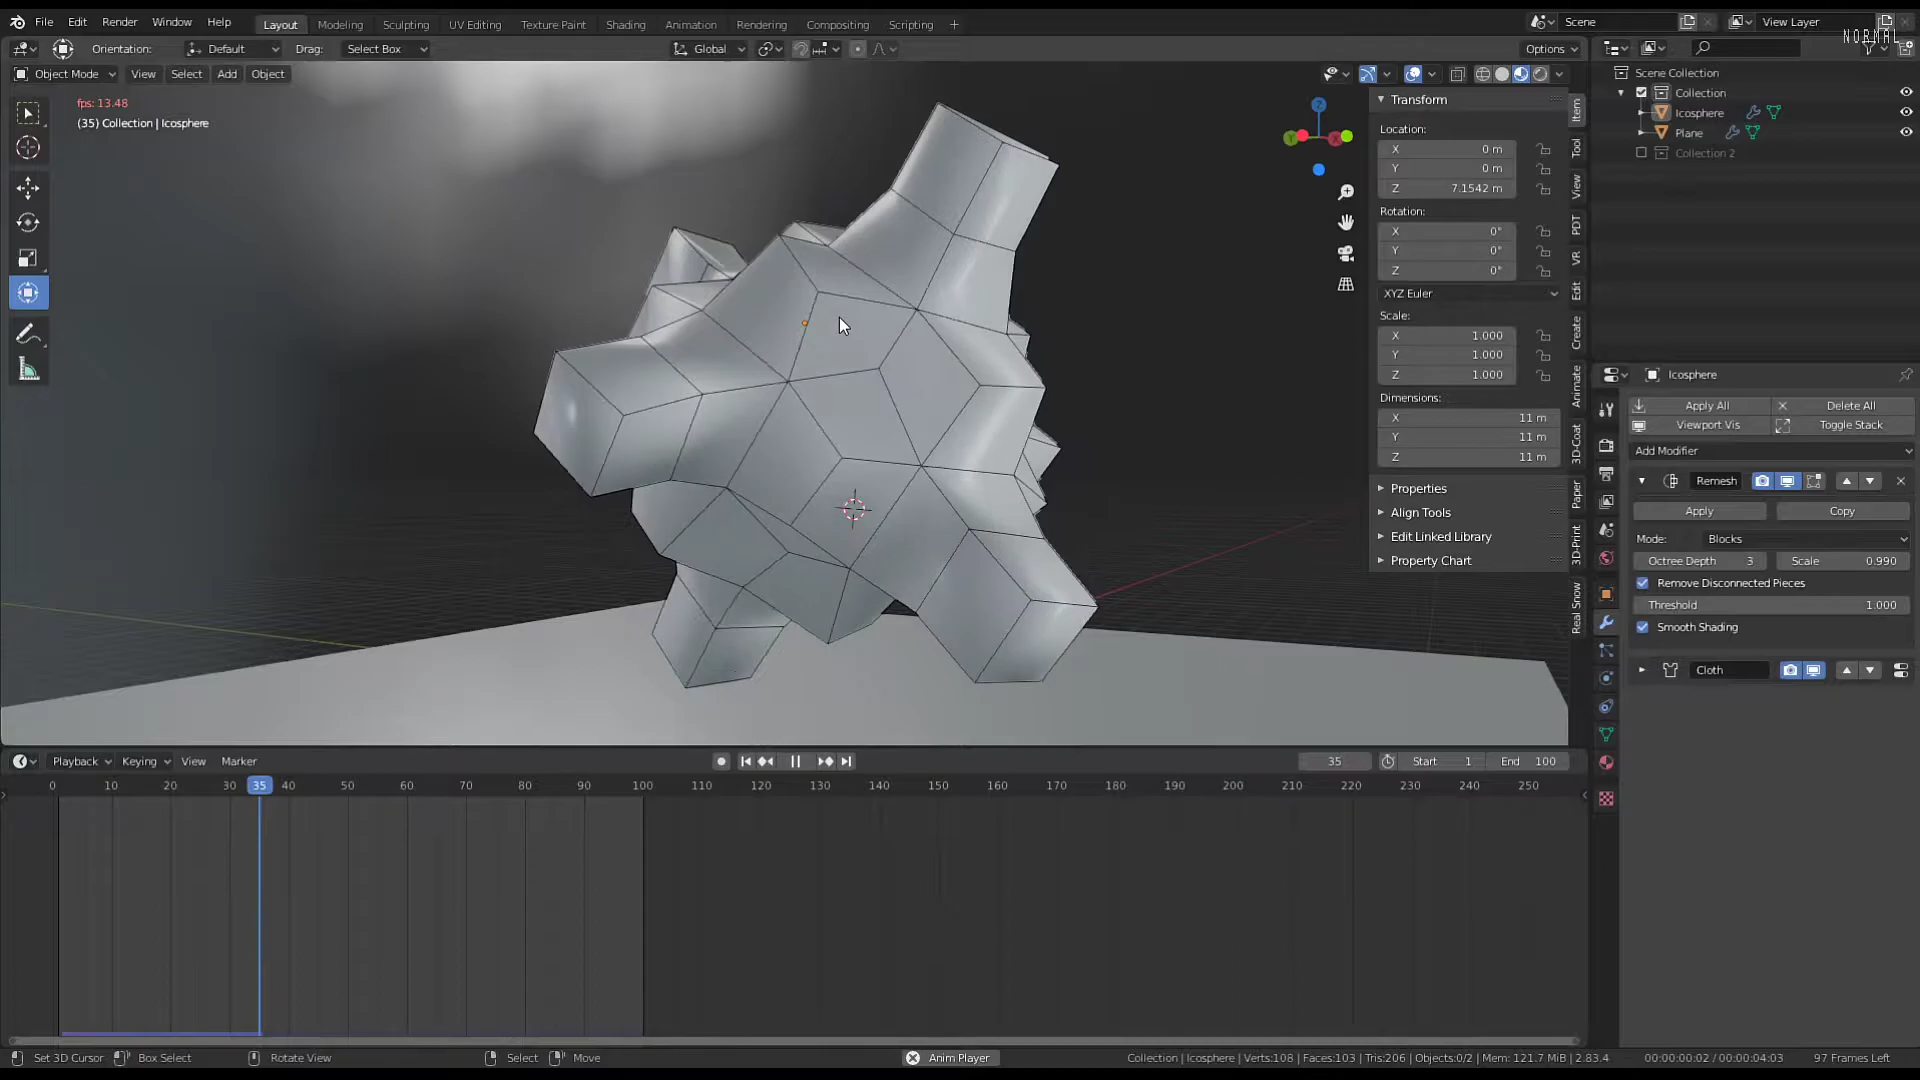 File Edit Render Window Help Layout Modeling Sculpting UV Editing Texture Paint Shading Animation Rendering Compositing Scripting + Scene View Layer
NORMAL
Orientation: Default Drag: Select Box Global Options
Object Mode View Select Add Object
fps: 13.48
(35) Collection | Icosphere
Z
Y
X
Transform
Location:
X 0 m
Y 0 m
Z 7.1542 m
Rotation:
X 0°
Y 0°
Z 0°
XYZ Euler
Scale:
X 1.000
Y 1.000
Z 1.000
Dimensions:
X 11 m
Y 11 m
Z 11 m
Properties
Align Tools
Edit Linked Library
Property Chart
Item
Tool
View
PDT
VR
Edit
Create
Animate
3D-Coat
Paper
3D-Print
Real Snow
Scene Collection
Collection
Icosphere
Plane
Collection 2
Icosphere
Apply All Delete All
Viewport Vis Toggle Stack
Add Modifier
Remesh
Apply Copy
Mode: Blocks
Octree Depth 3 Scale 0.990
Remove Disconnected Pieces
Threshold 1.000
Smooth Shading
Cloth
Playback Keying View Marker 35 Start 1 End 100
0 10 20 30 35 40 50 60 70 80 90 100 110 120 130 140 150 160 170 180 190 200 210 220 230 240 250
Set 3D Cursor Box Select Rotate View Select Move Anim Player Collection | Icosphere | Verts:108 | Faces:103 | Tris:206 | Objects:0/2 | Mem: 121.7 MiB | 2.83.4 00:00:00:02 / 00:00:04:03 97 Frames Left